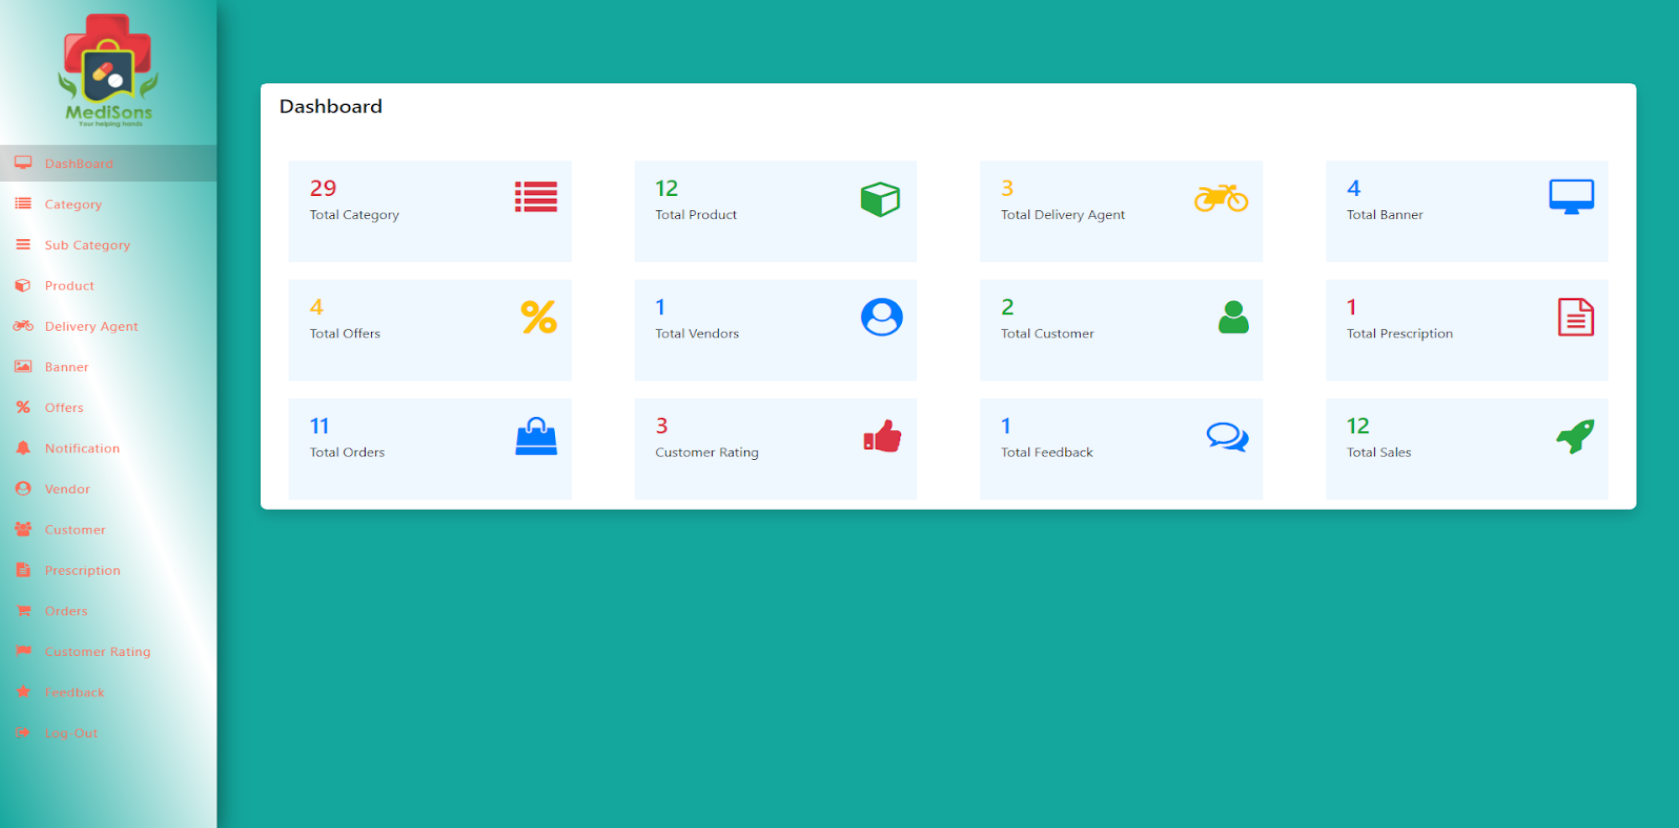 MediSons
Your helping hands
DashBoard
Category
Sub Category
Product
Delivery Agent
Banner
Offers
Notification
Vendor
Customer
Prescription
Orders
Customer Rating
Feedback
Log-Out
Dashboard
29
Total Category
12
Total Product
3
Total Delivery Agent
4
Total Banner
4
Total Offers
1
Total Vendors
2
Total Customer
1
Total Prescription
11
Total Orders
3
Customer Rating
1
Total Feedback
12
Total Sales